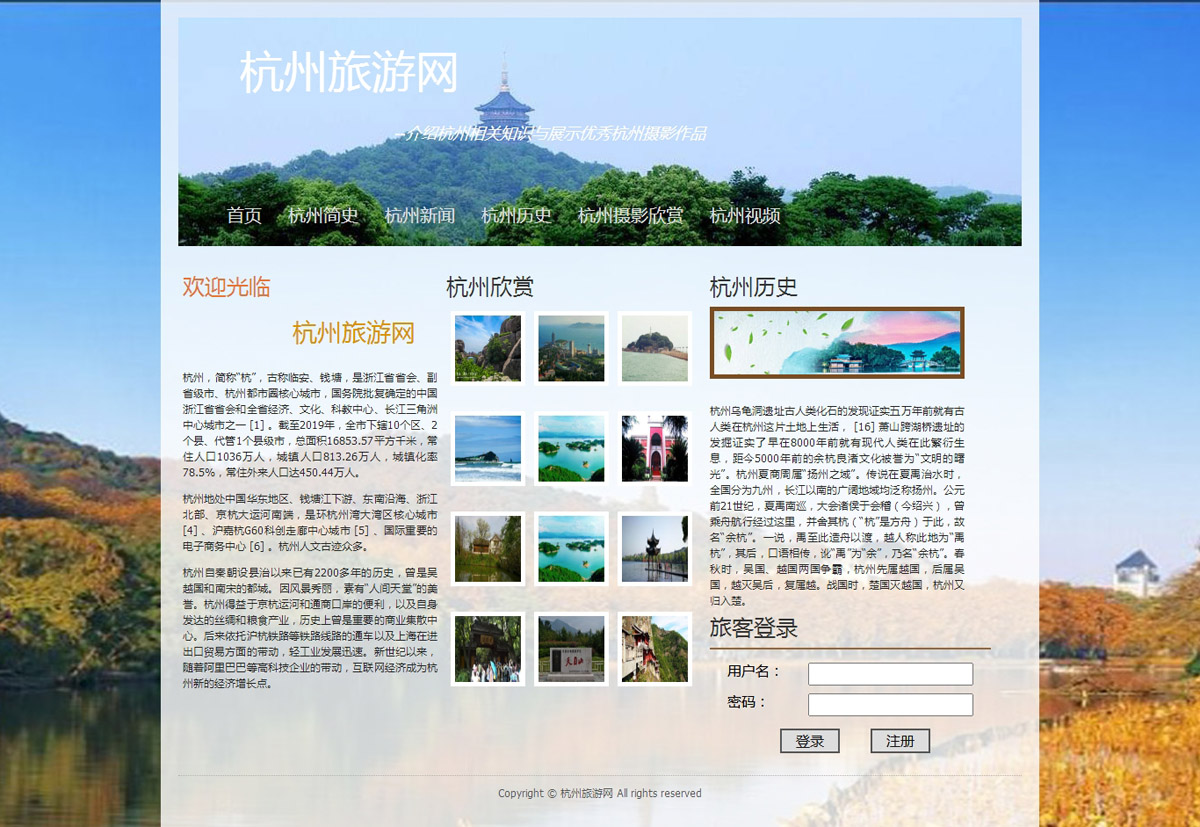 杭州旅游网
--介绍杭州相关知识与展示优秀杭州摄影作品
首页 杭州简史 杭州新闻 杭州历史 杭州摄影欣赏 杭州视频
欢迎光临
杭州旅游网
杭州，简称“杭”，古称临安、钱塘，是浙江省省会、副
省级市、杭州都市圈核心城市，国务院批复确定的中国
浙江省省会和全省经济、文化、科教中心、长江三角洲
中心城市之一 [1] 。截至2019年，全市下辖10个区、2
个县、代管1个县级市，总面积16853.57平方千米，常
住人口1036万人，城镇人口813.26万人，城镇化率
78.5%，常住外来人口达450.44万人。
杭州地处中国华东地区、钱塘江下游、东南沿海、浙江
北部、京杭大运河南端，是环杭州湾大湾区核心城市
[4] 、沪嘉杭G60科创走廊中心城市 [5] 、国际重要的
电子商务中心 [6] 。杭州人文古迹众多。
杭州自秦朝设县治以来已有2200多年的历史，曾是吴
越国和南宋的都城。因风景秀丽，素有“人间天堂”的美
誉。杭州得益于京杭运河和通商口岸的便利，以及自身
发达的丝绸和粮食产业，历史上曾是重要的商业集散中
心。后来依托沪杭铁路等铁路线路的通车以及上海在进
出口贸易方面的带动，轻工业发展迅速。新世纪以来，
随着阿里巴巴等高科技企业的带动，互联网经济成为杭
州新的经济增长点。
杭州欣赏
杭州历史
杭州乌龟洞遗址古人类化石的发现证实五万年前就有古
人类在杭州这片土地上生活， [16] 萧山跨湖桥遗址的
发掘证实了早在8000年前就有现代人类在此繁衍生
息，距今5000年前的余杭良渚文化被誉为“文明的曙
光”。杭州夏商周属“扬州之域”。传说在夏禹治水时，
全国分为九州，长江以南的广阔地域均泛称扬州。公元
前21世纪，夏禹南巡，大会诸侯于会稽（今绍兴），曾
乘舟航行经过这里，并舍其杭（“杭”是方舟）于此，故
名“余杭”。一说，禹至此造舟以渡，越人称此地为“禹
杭”，其后，口语相传，讹“禹”为“余”，乃名“余杭”。春
秋时，吴国、越国两国争霸，杭州先属越国，后属吴
国，越灭吴后，复属越。战国时，楚国灭越国，杭州又
归入楚。
旅客登录
用户名：
密码：
登录 注册
Copyright © 杭州旅游网 All rights reserved